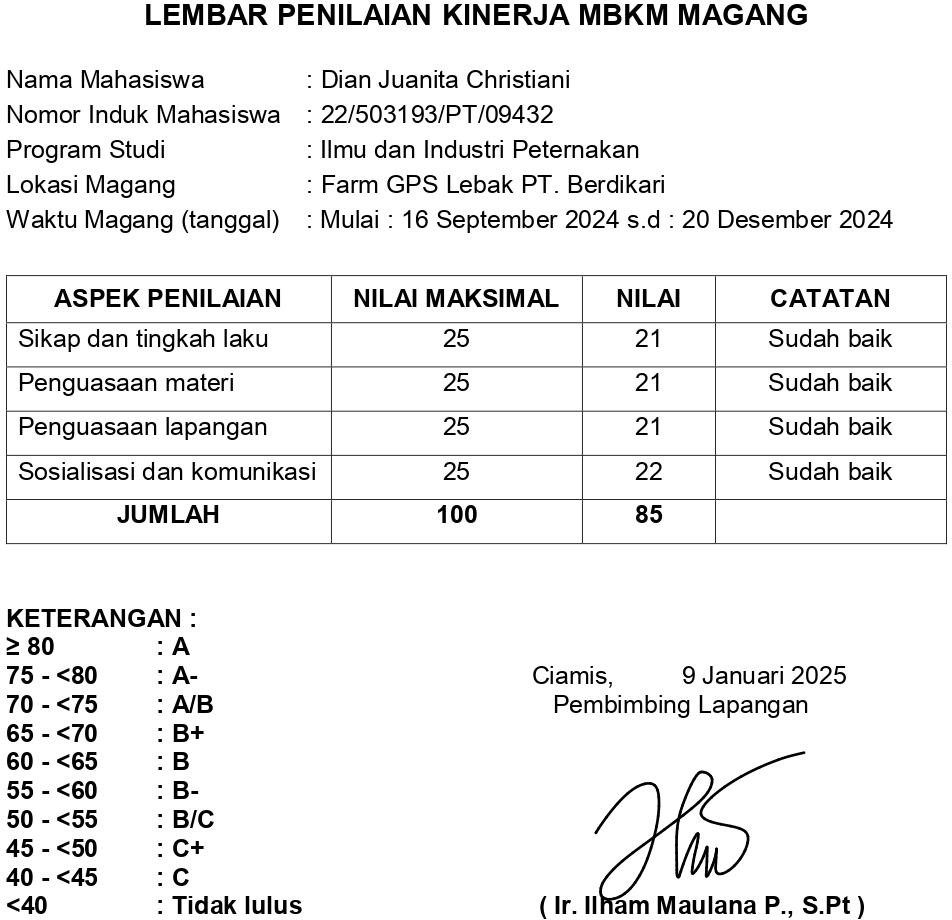 LEMBAR PENILAIAN KINERJA MBKM MAGANG
Nama Mahasiswa : Dian Juanita Christiani
Nomor Induk Mahasiswa : 22/503193/PT/09432
Program Studi : Ilmu dan Industri Peternakan
Lokasi Magang : Farm GPS Lebak PT. Berdikari
Waktu Magang (tanggal) : Mulai : 16 September 2024 s.d : 20 Desember 2024
ASPEK PENILAIAN NILAI MAKSIMAL NILAI CATATAN
Sikap dan tingkah laku 25 21 Sudah baik
Penguasaan materi 25 21 Sudah baik
Penguasaan lapangan 25 21 Sudah baik
Sosialisasi dan komunikasi 25 22 Sudah baik
JUMLAH 100 85
KETERANGAN :
≥ 80 : A
75 - <80 : A-
70 - <75 : A/B
65 - <70 : B+
60 - <65 : B
55 - <60 : B-
50 - <55 : B/C
45 - <50 : C+
40 - <45 : C
<40 : Tidak lulus
Ciamis, 9 Januari 2025
Pembimbing Lapangan
( Ir. Ilham Maulana P., S.Pt )